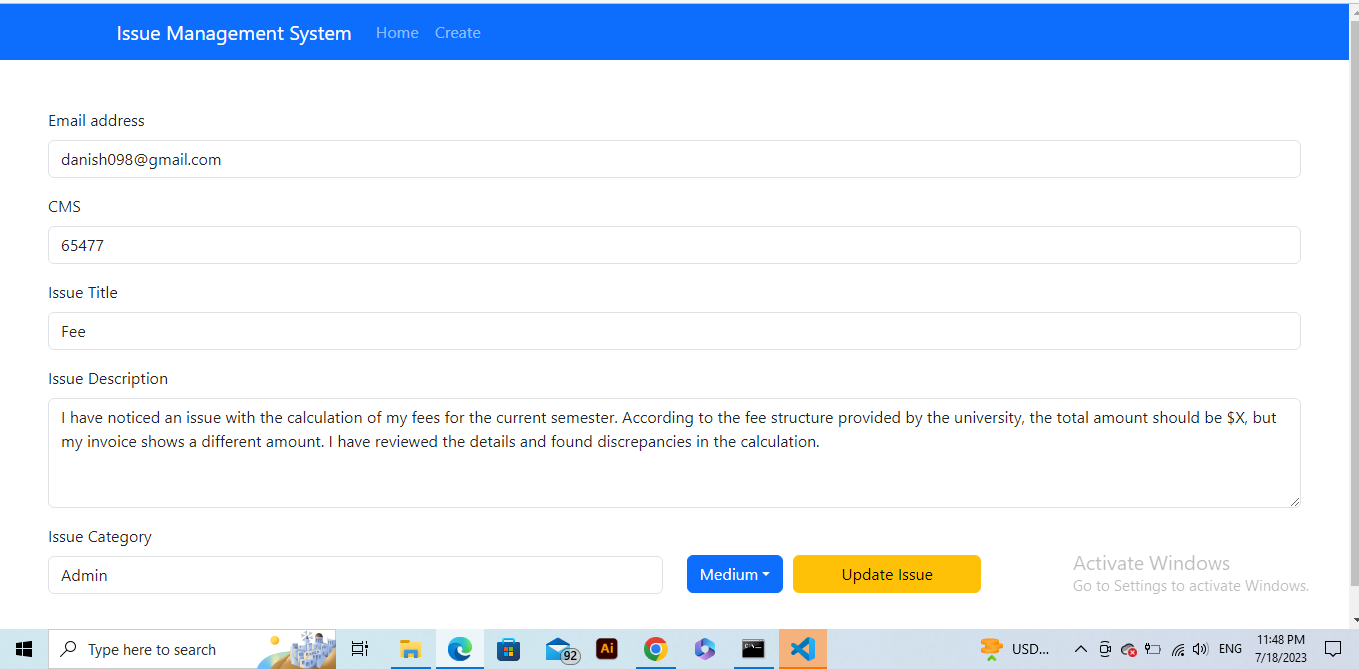 Issue Management System Home Create
Email address
danish098@gmail.com
CMS
65477
Issue Title
Fee
Issue Description
I have noticed an issue with the calculation of my fees for the current semester. According to the fee structure provided by the university, the total amount should be $X, but
my invoice shows a different amount. I have reviewed the details and found discrepancies in the calculation.
Issue Category
Admin
Medium
Update Issue
Activate Windows
Go to Settings to activate Windows.
Type here to search
92
Ai
USD...
ENG
11:48 PM
7/18/2023